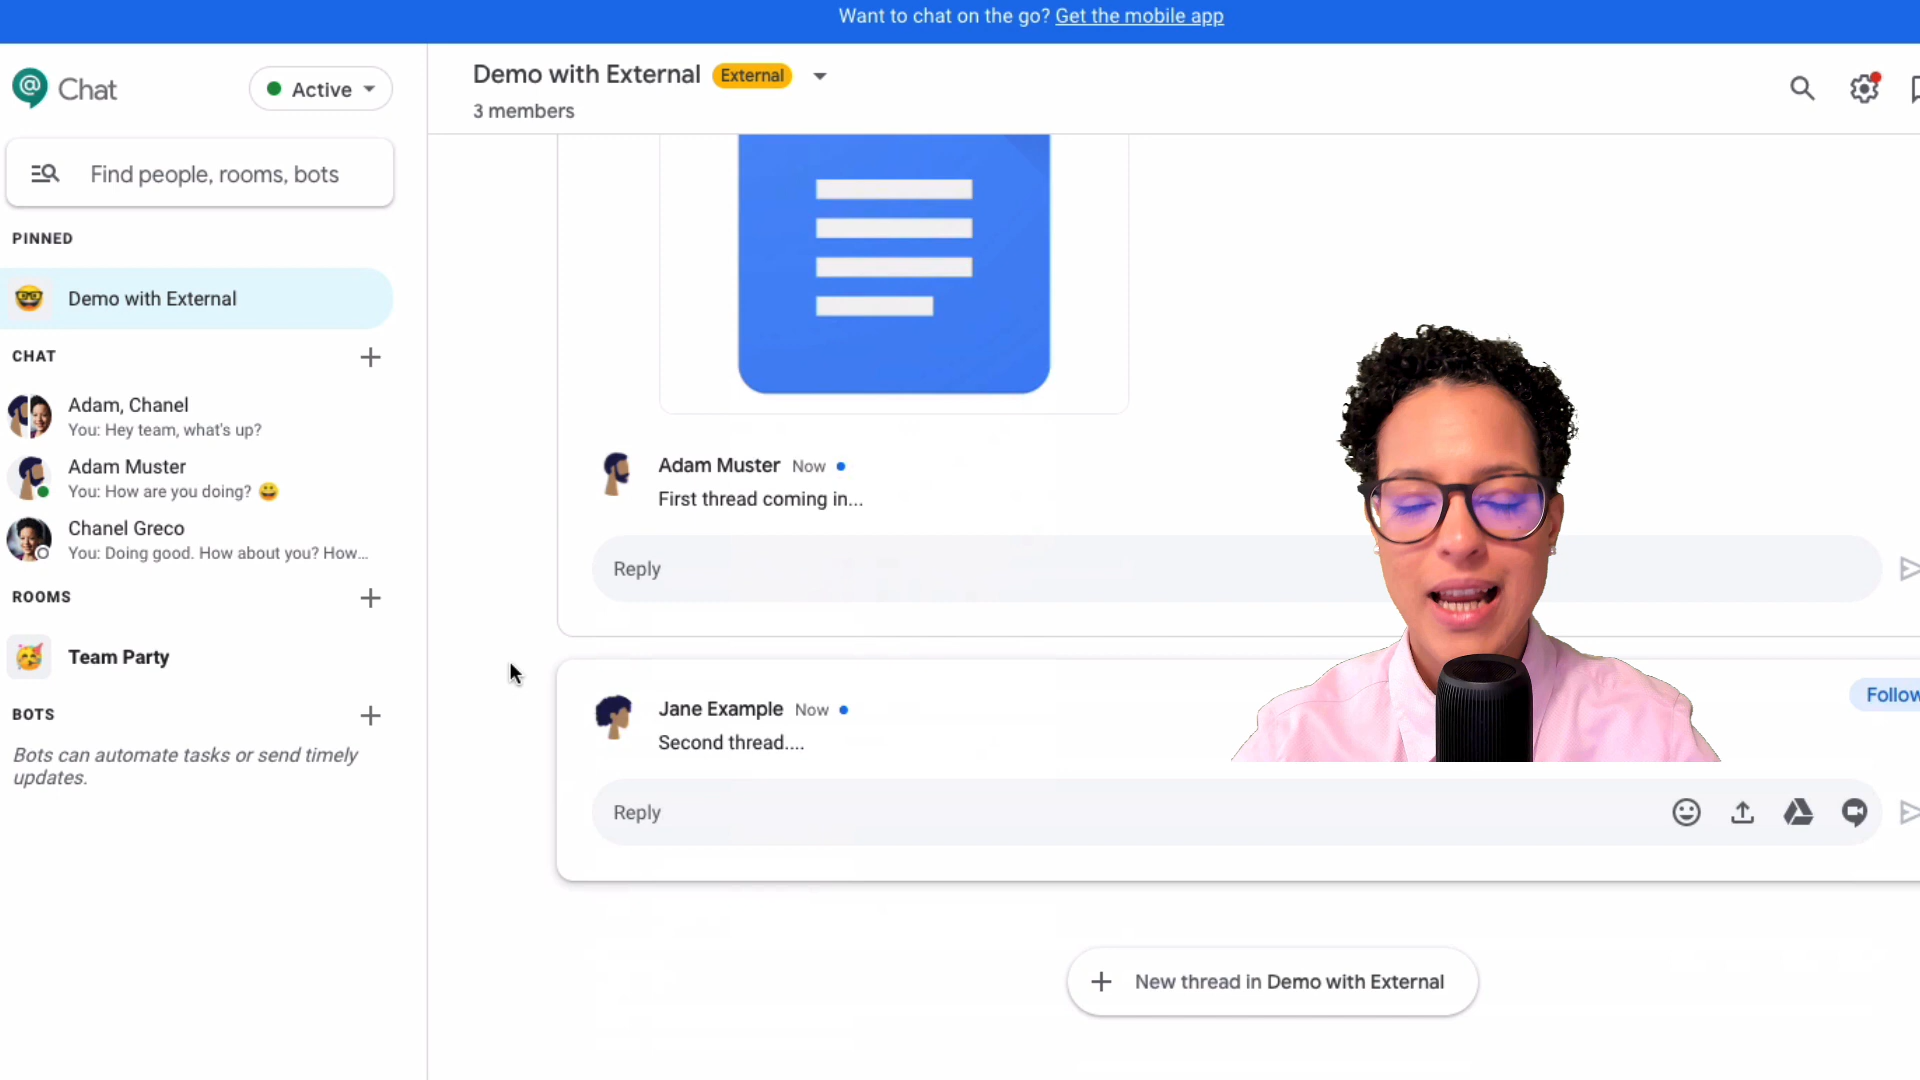 Want to chat on the go? Get the mobile app
Chat
Active
Find people, rooms, bots
PINNED
Demo with External
CHAT
Adam, Chanel
You: Hey team, what's up?
Adam Muster
You: How are you doing? 😀
Chanel Greco
You: Doing good. How about you? How...
ROOMS
Team Party
BOTS
Bots can automate tasks or send timely
updates.
Demo with External External
3 members
Adam Muster Now
First thread coming in...
Reply
Jane Example Now
Follow
Second thread....
Reply
New thread in Demo with External